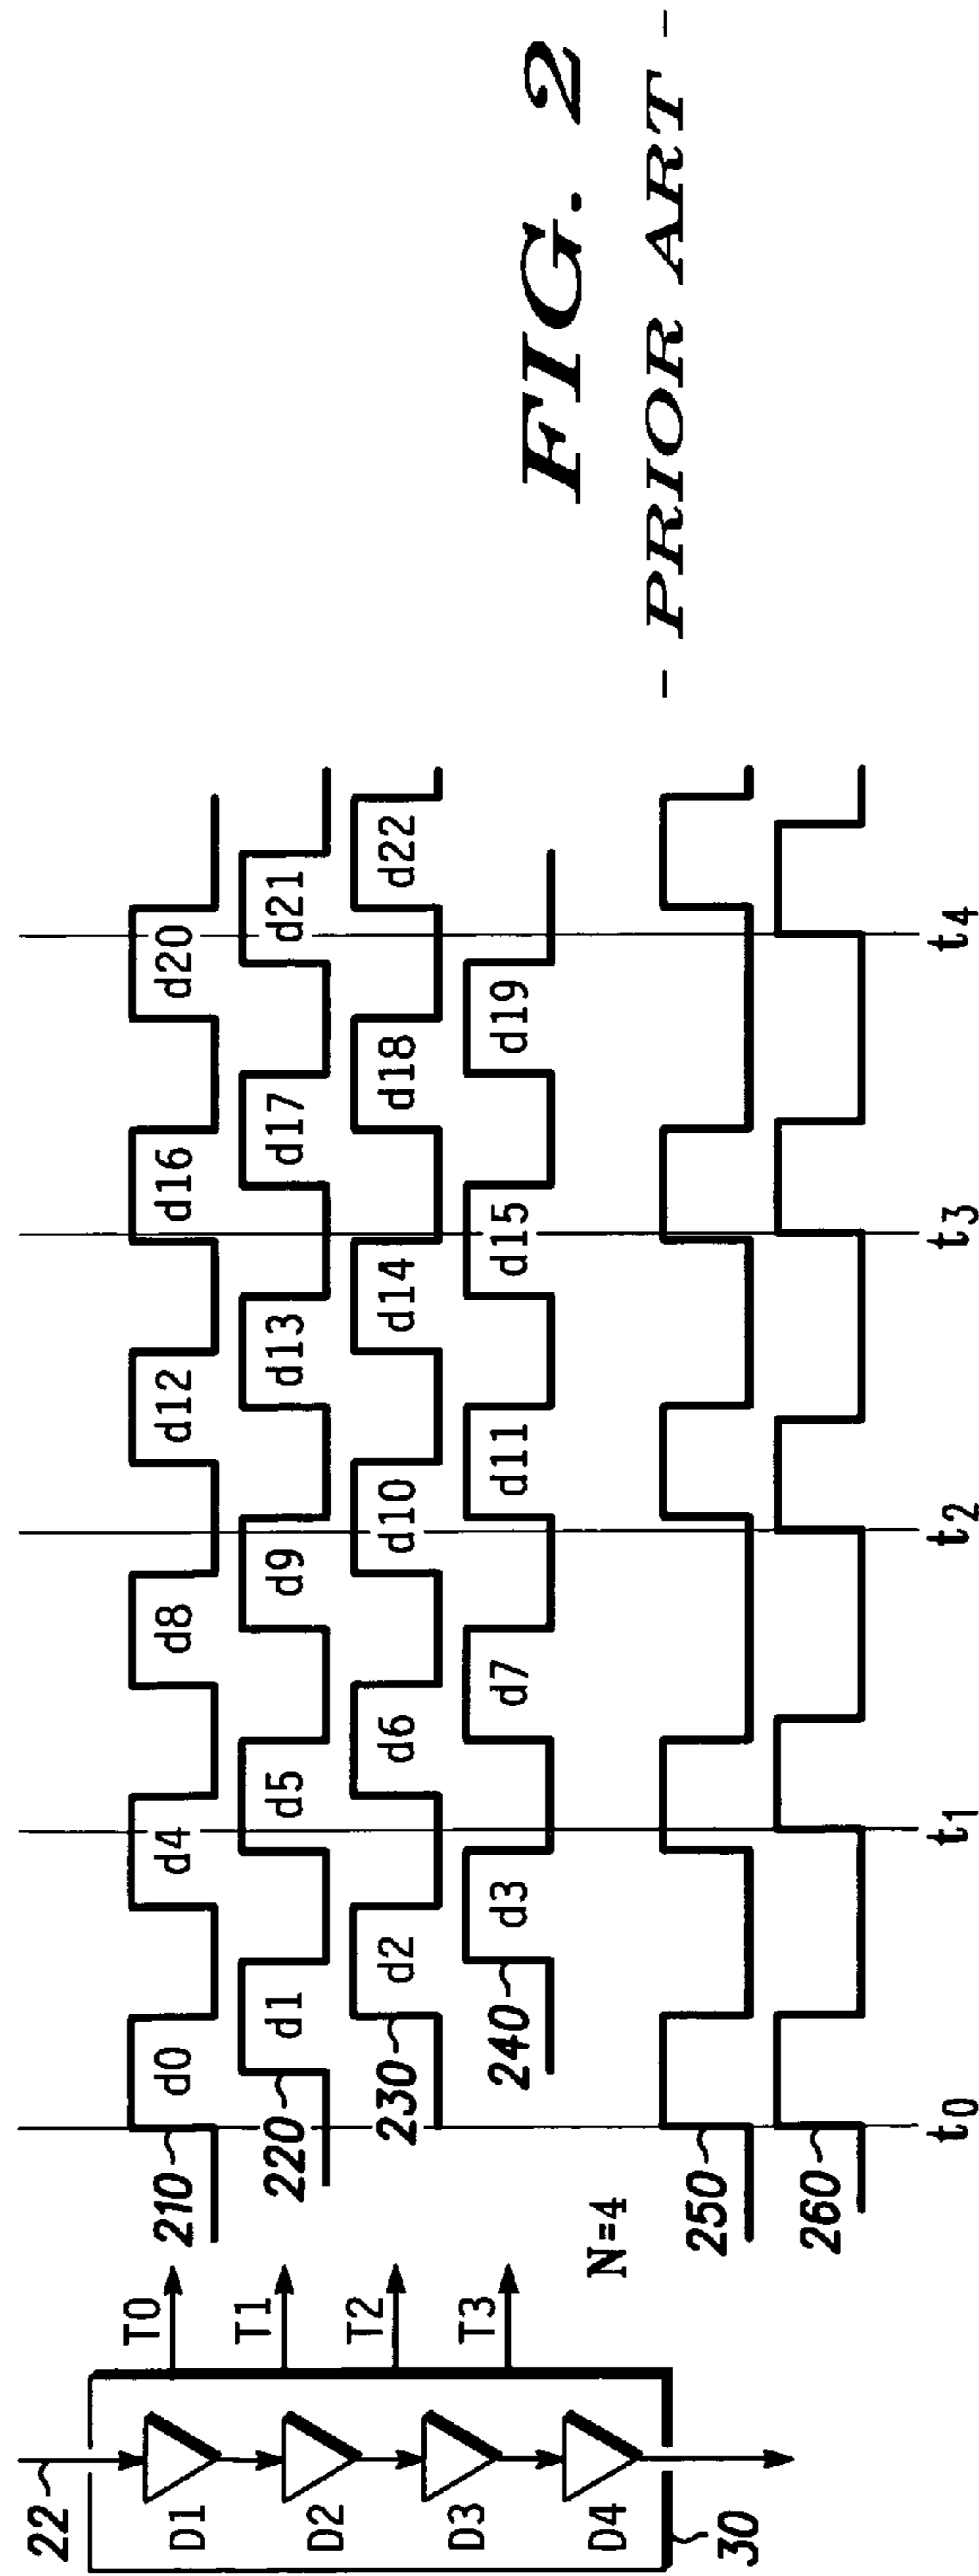 22
D1
D2
D3
D4
30
T0
T1
T2
T3
N=4
210 d0 d4 d8 d12 d16 d20
220 d1 d5 d9 d13 d17 d21
230 d2 d6 d10 d14 d18 d22
240 d3 d7 d11 d15 d19
250
260
t0 t1 t2 t3 t4
FIG. 2
- PRIOR ART -